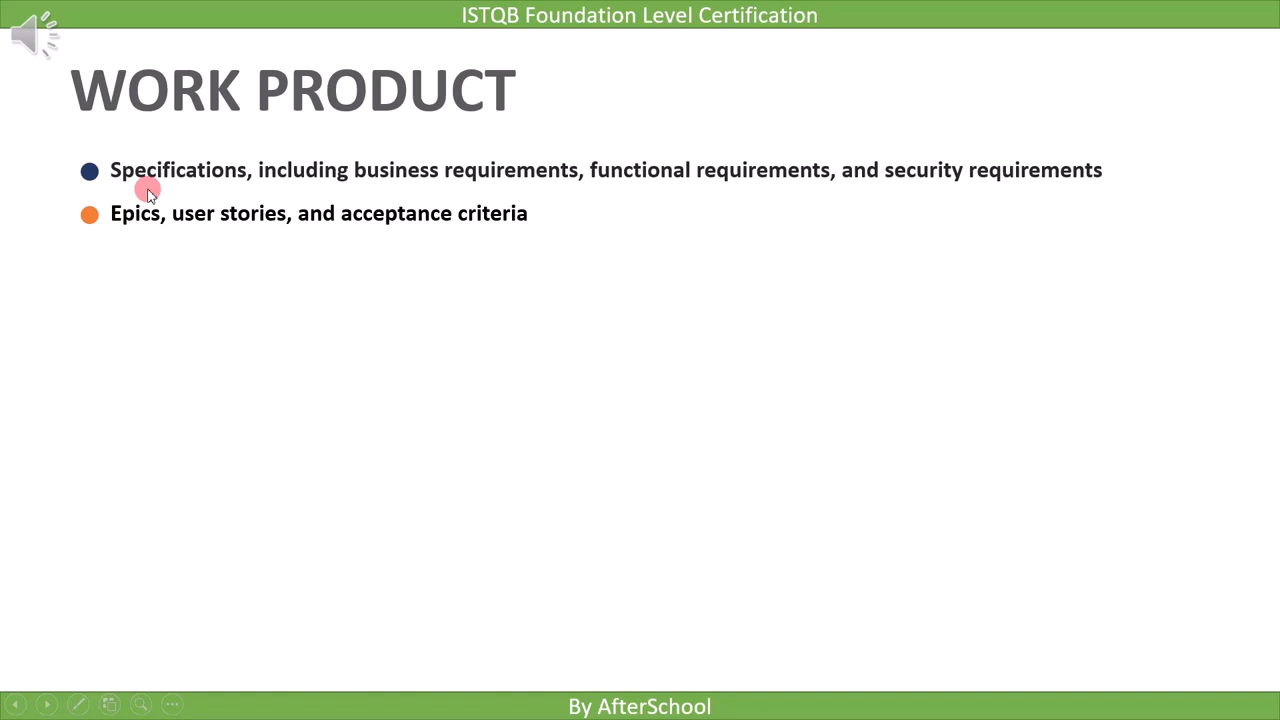 ISTQB Foundation Level Certification
WORK PRODUCT
Specifications, including business requirements, functional requirements, and security requirements
Epics, user stories, and acceptance criteria
By AfterSchool